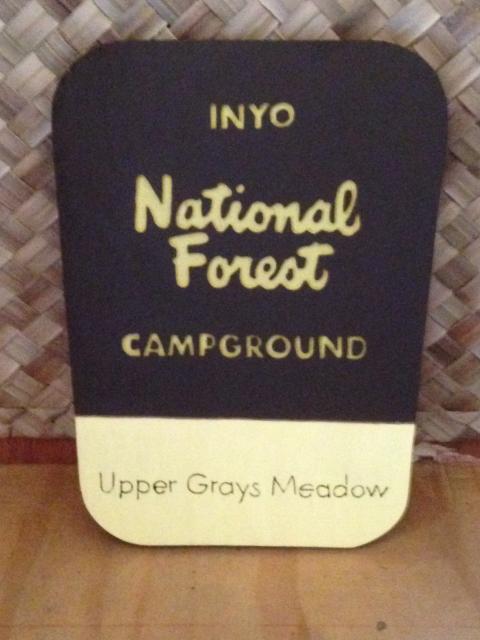 INYO
National
Forest
CAMPGROUND
Upper Grays Meadow